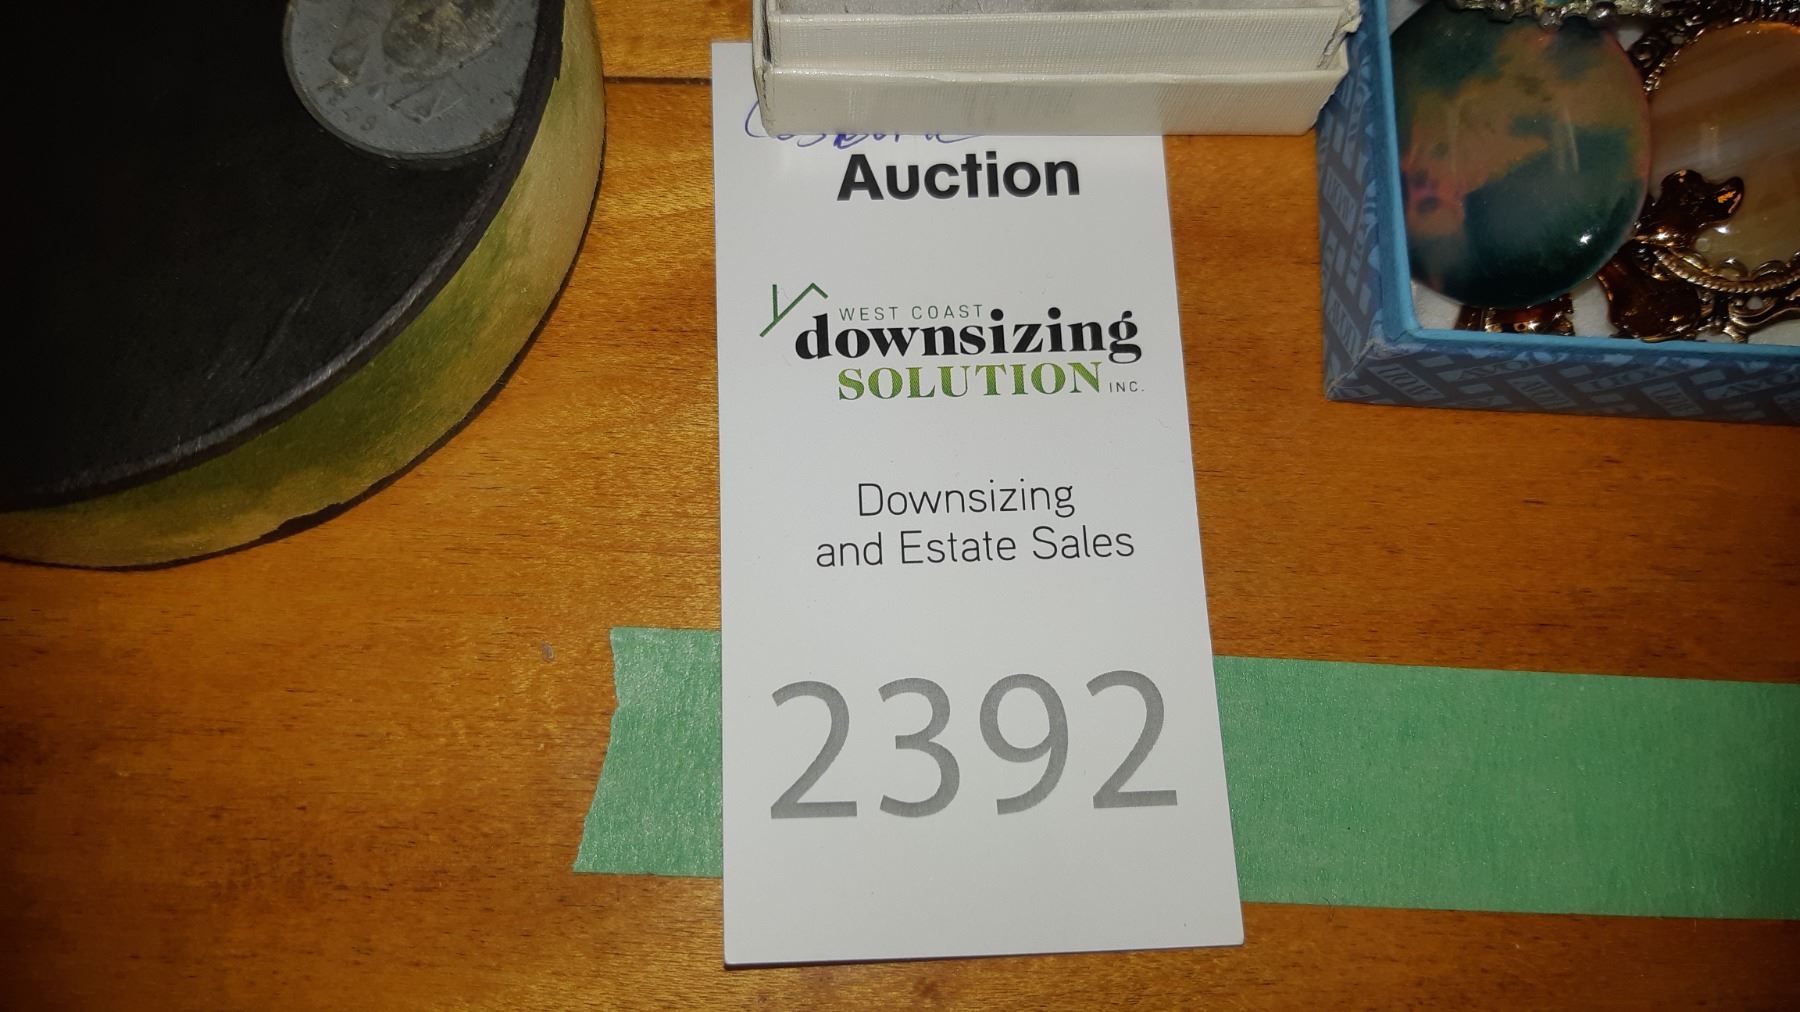 Auction
WEST COAST
downsizing
SOLUTION INC.
Downsizing
and Estate Sales
2392